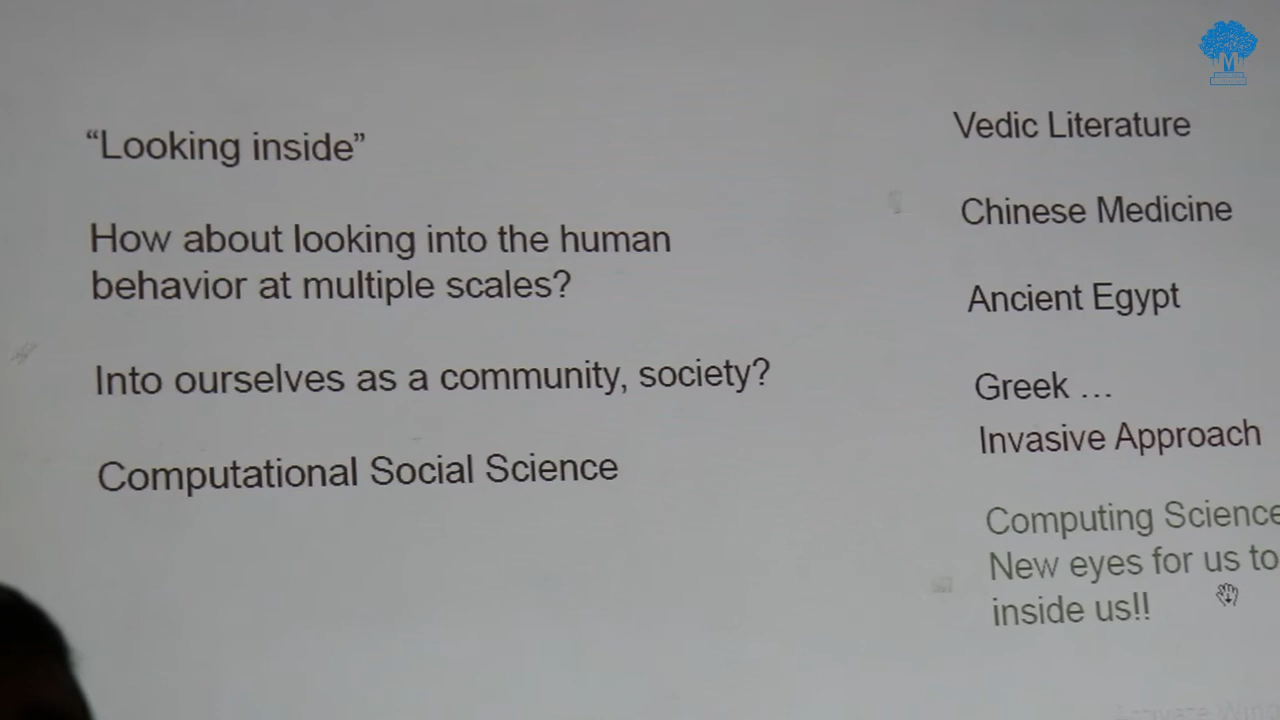 “Looking inside”
How about looking into the human
behavior at multiple scales?
Into ourselves as a community, society?
Computational Social Science
Vedic Literature
Chinese Medicine
Ancient Egypt
Greek ...
Invasive Approach
Computing Science
New eyes for us to
inside us!!
M